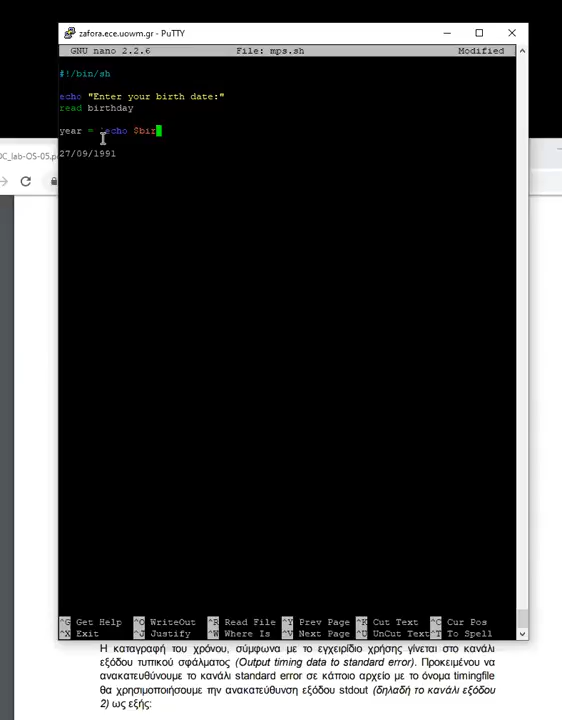 zafora.ece.uowm.gr - PuTTY
GNU nano 2.2.6 File: mps.sh Modified
#!/bin/sh
echo "Enter your birth date:"
read birthday
year = `echo $bir
27/09/1991
^G Get Help ^O WriteOut ^R Read File ^Y Prev Page ^K Cut Text ^C Cur Pos
^X Exit ^J Justify ^W Where Is ^V Next Page ^U UnCut Text ^T To Spell
Η καταγραφή του χρόνου, σύμφωνα με το εγχειρίδιο χρήσης γίνεται στο κανάλι
εξόδου τυπικού σφάλματος (Output timing data to standard error). Προκειμένου να
ανακατευθύνουμε το κανάλι standard error σε κάποιο αρχείο με το όνομα timingfile
θα χρησιμοποιήσουμε την ανακατεύθυνση εξόδου stdout (δηλαδή το κανάλι εξόδου
2) ως εξής: